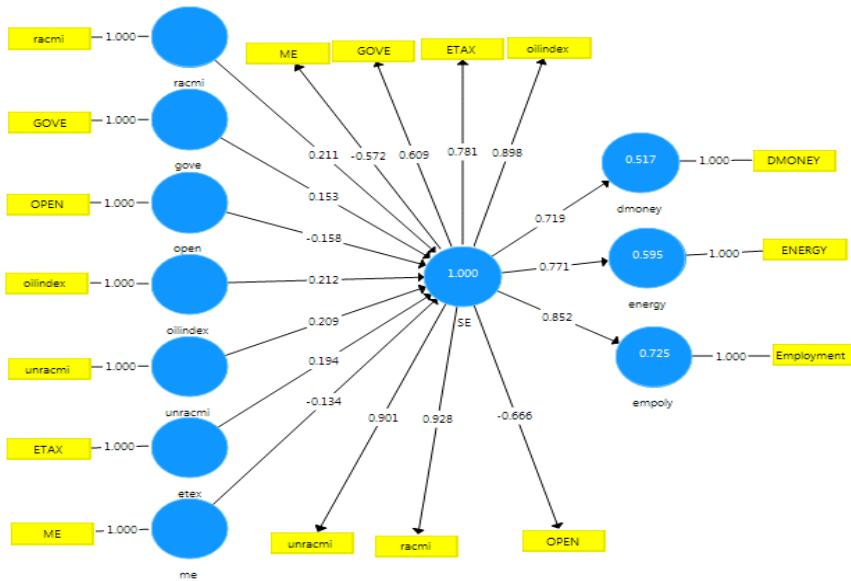 racmi
1.000
racmi
GOVE
1.000
gove
OPEN
1.000
open
oilindex
1.000
oilindex
unracmi
1.000
unracmi
ETAX
1.000
etex
ME
1.000
me
0.211
0.153
-0.158
0.212
0.209
0.194
-0.134
ME
GOVE
ETAX
oilindex
-0.572
0.609
0.781
0.898
1.000
SE
0.901
0.928
-0.666
unracmi
racmi
OPEN
0.719
0.771
0.852
0.517
dmoney
1.000
DMONEY
0.595
energy
1.000
ENERGY
0.725
empoly
1.000
Employment